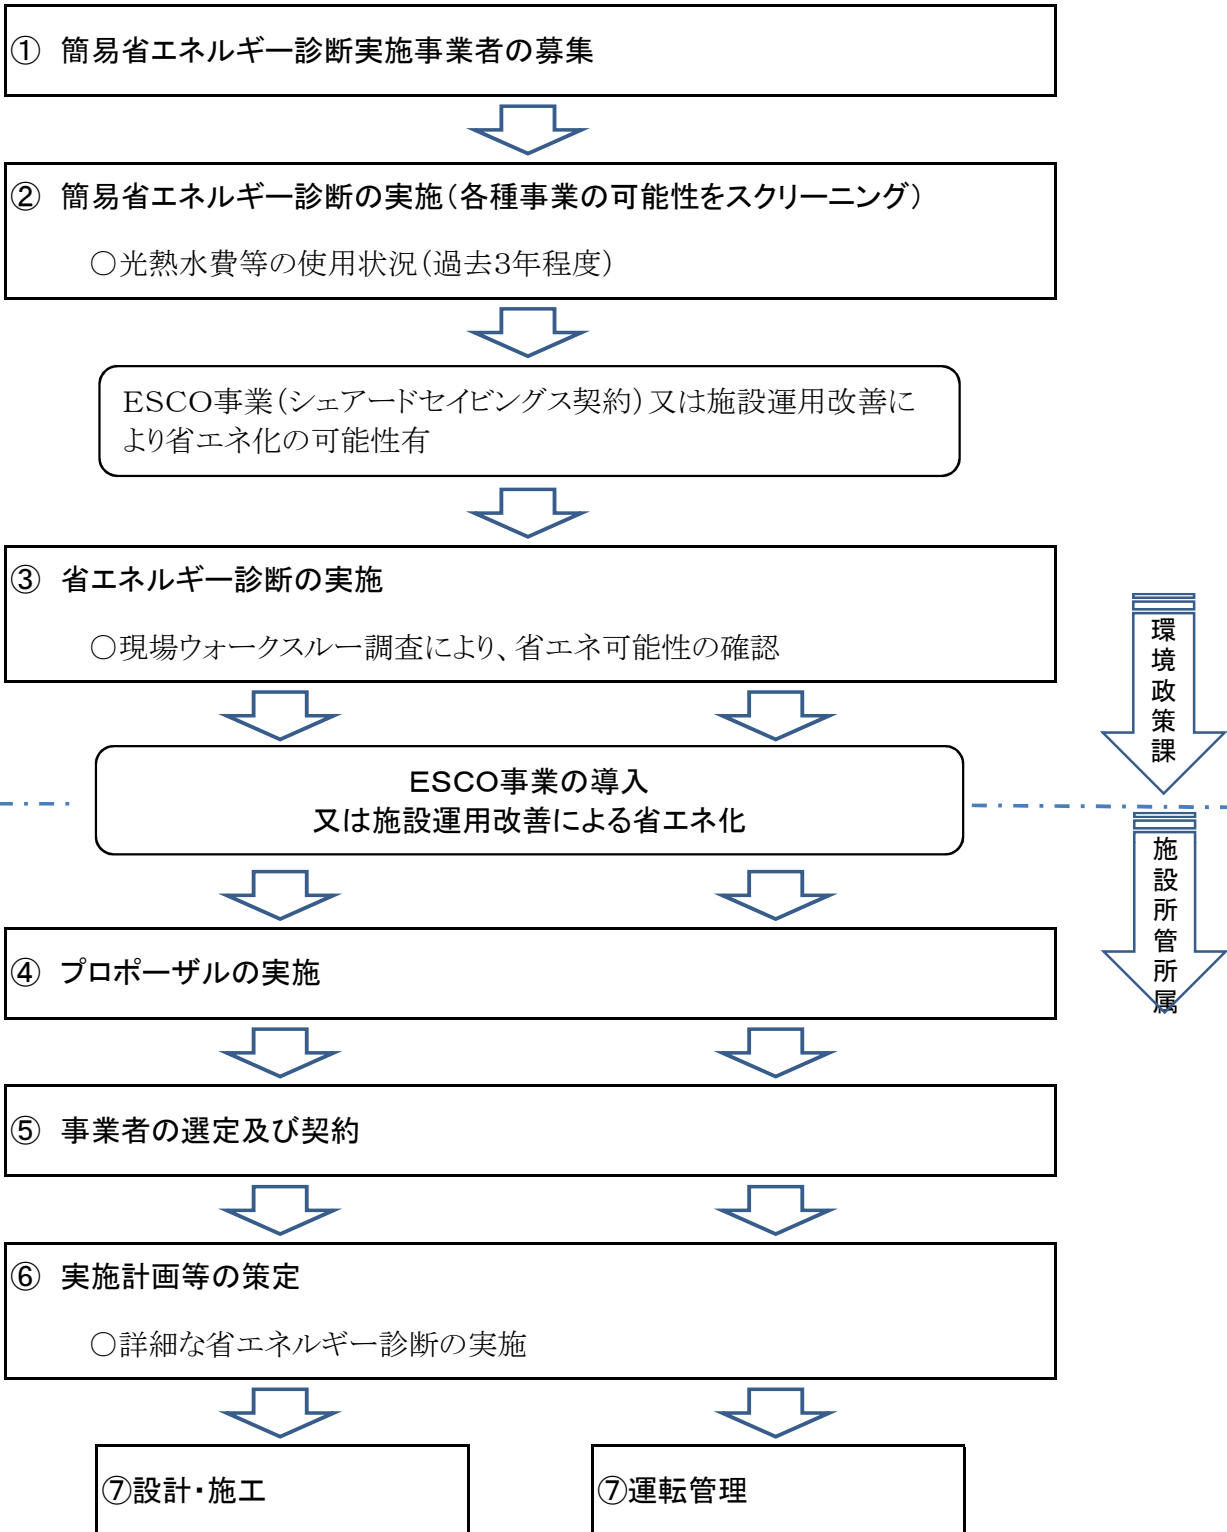 ① 簡易省エネルギー診断実施事業者の募集
② 簡易省エネルギー診断の実施（各種事業の可能性をスクリーニング）
○光熱水費等の使用状況（過去3年程度）
ESCO事業（シェアードセイビングス契約）又は施設運用改善に
より省エネ化の可能性有
③ 省エネルギー診断の実施
○現場ウォークスルー調査により、省エネ可能性の確認
環境政策課
ESCO事業の導入
又は施設運用改善による省エネ化
施設所管所属
④ プロポーザルの実施
⑤ 事業者の選定及び契約
⑥ 実施計画等の策定
○詳細な省エネルギー診断の実施
⑦設計・施工
⑦運転管理